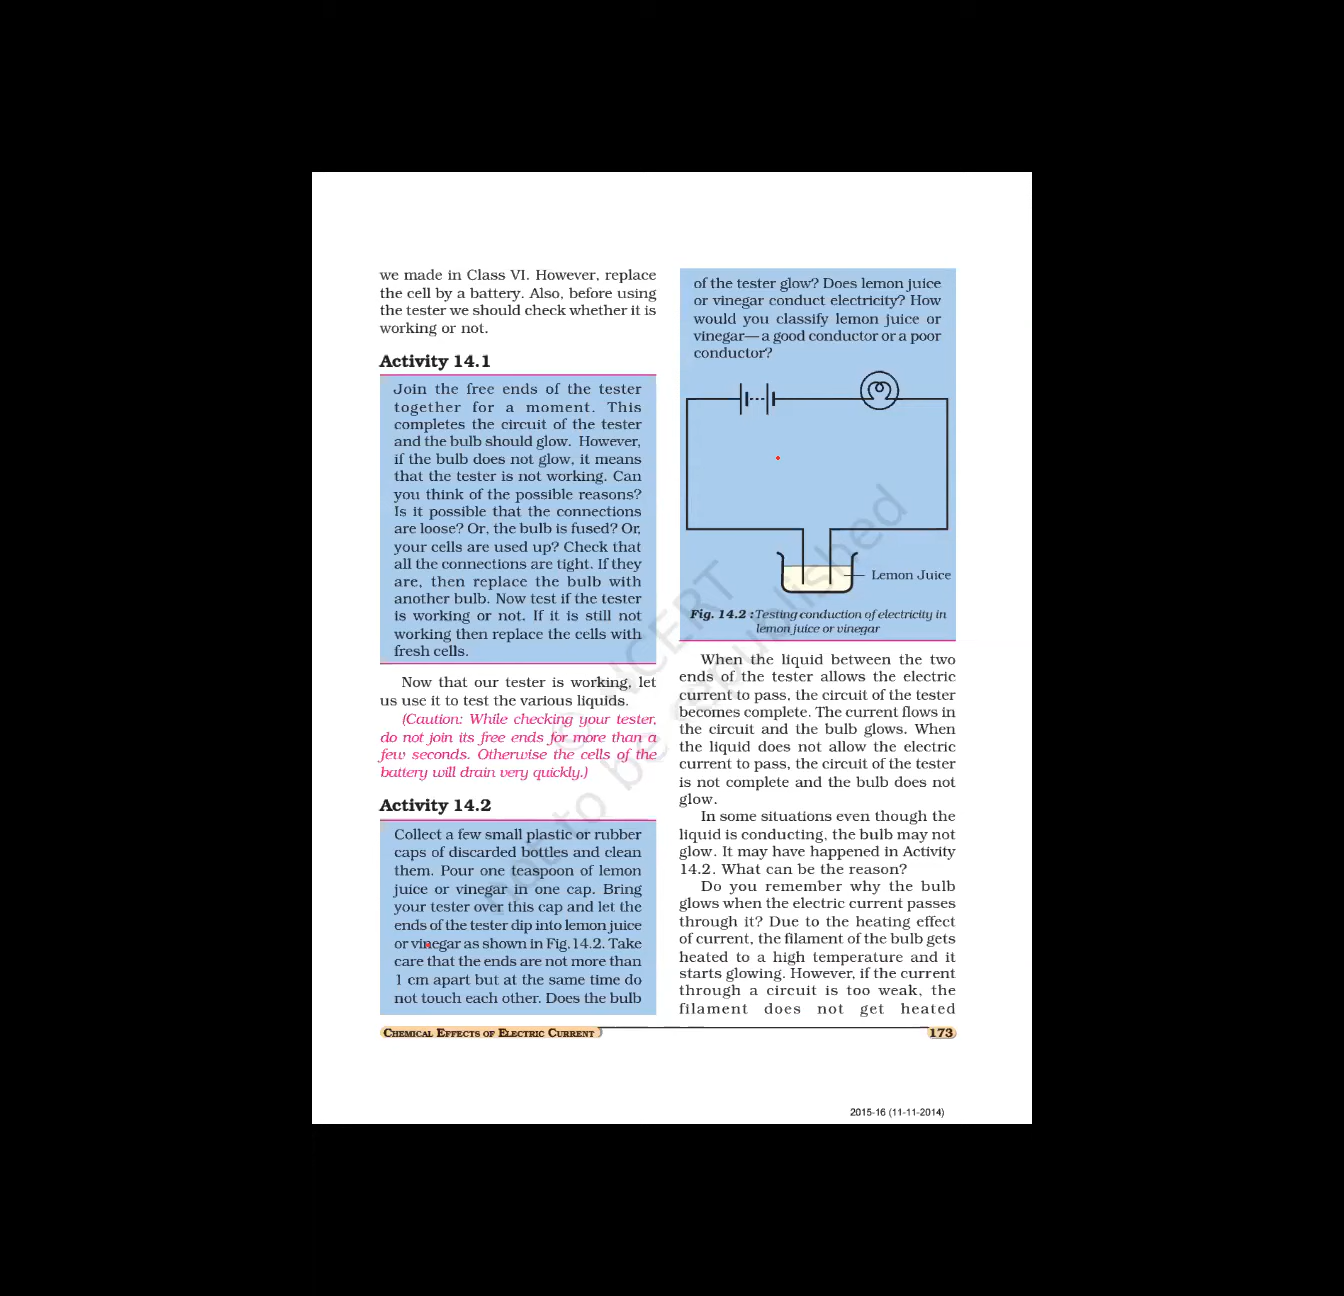 we made in Class VI. However, replace
the cell by a battery. Also, before using
the tester we should check whether it is
working or not.
Activity 14.1
Join the free ends of the tester
together for a moment. This
completes the circuit of the tester
and the bulb should glow. However,
if the bulb does not glow, it means
that the tester is not working. Can
you think of the possible reasons?
Is it possible that the connections
are loose? Or, the bulb is fused? Or,
your cells are used up? Check that
all the connections are tight. If they
are, then replace the bulb with
another bulb. Now test if the tester
is working or not. If it is still not
working then replace the cells with
fresh cells.
Now that our tester is working, let
us use it to test the various liquids.
(Caution: While checking your tester,
do not join its free ends for more than a
few seconds. Otherwise the cells of the
battery will drain very quickly.)
Activity 14.2
Collect a few small plastic or rubber
caps of discarded bottles and clean
them. Pour one teaspoon of lemon
juice or vinegar in one cap. Bring
your tester over this cap and let the
ends of the tester dip into lemon juice
or vinegar as shown in Fig.14.2. Take
care that the ends are not more than
1 cm apart but at the same time do
not touch each other. Does the bulb
of the tester glow? Does lemon juice
or vinegar conduct electricity? How
would you classify lemon juice or
vinegar— a good conductor or a poor
conductor?
Lemon Juice
Fig. 14.2 : Testing conduction of electricity in
lemon juice or vinegar
When the liquid between the two
ends of the tester allows the electric
current to pass, the circuit of the tester
becomes complete. The current flows in
the circuit and the bulb glows. When
the liquid does not allow the electric
current to pass, the circuit of the tester
is not complete and the bulb does not
glow.
In some situations even though the
liquid is conducting, the bulb may not
glow. It may have happened in Activity
14.2. What can be the reason?
Do you remember why the bulb
glows when the electric current passes
through it? Due to the heating effect
of current, the filament of the bulb gets
heated to a high temperature and it
starts glowing. However, if the current
through a circuit is too weak, the
filament does not get heated
© NCERT
not to be republished
CHEMICAL EFFECTS OF ELECTRIC CURRENT
173
2015-16 (11-11-2014)